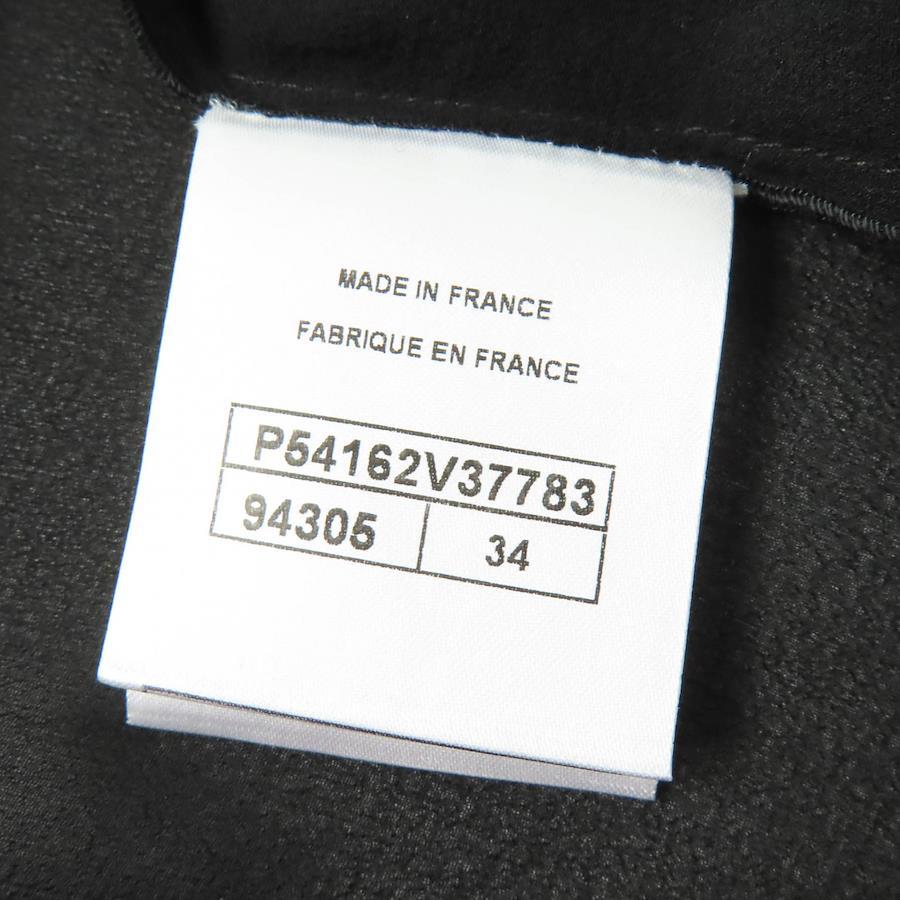 MADE IN FRANCE
FABRIQUE EN FRANCE
P54162V37783
94305 34